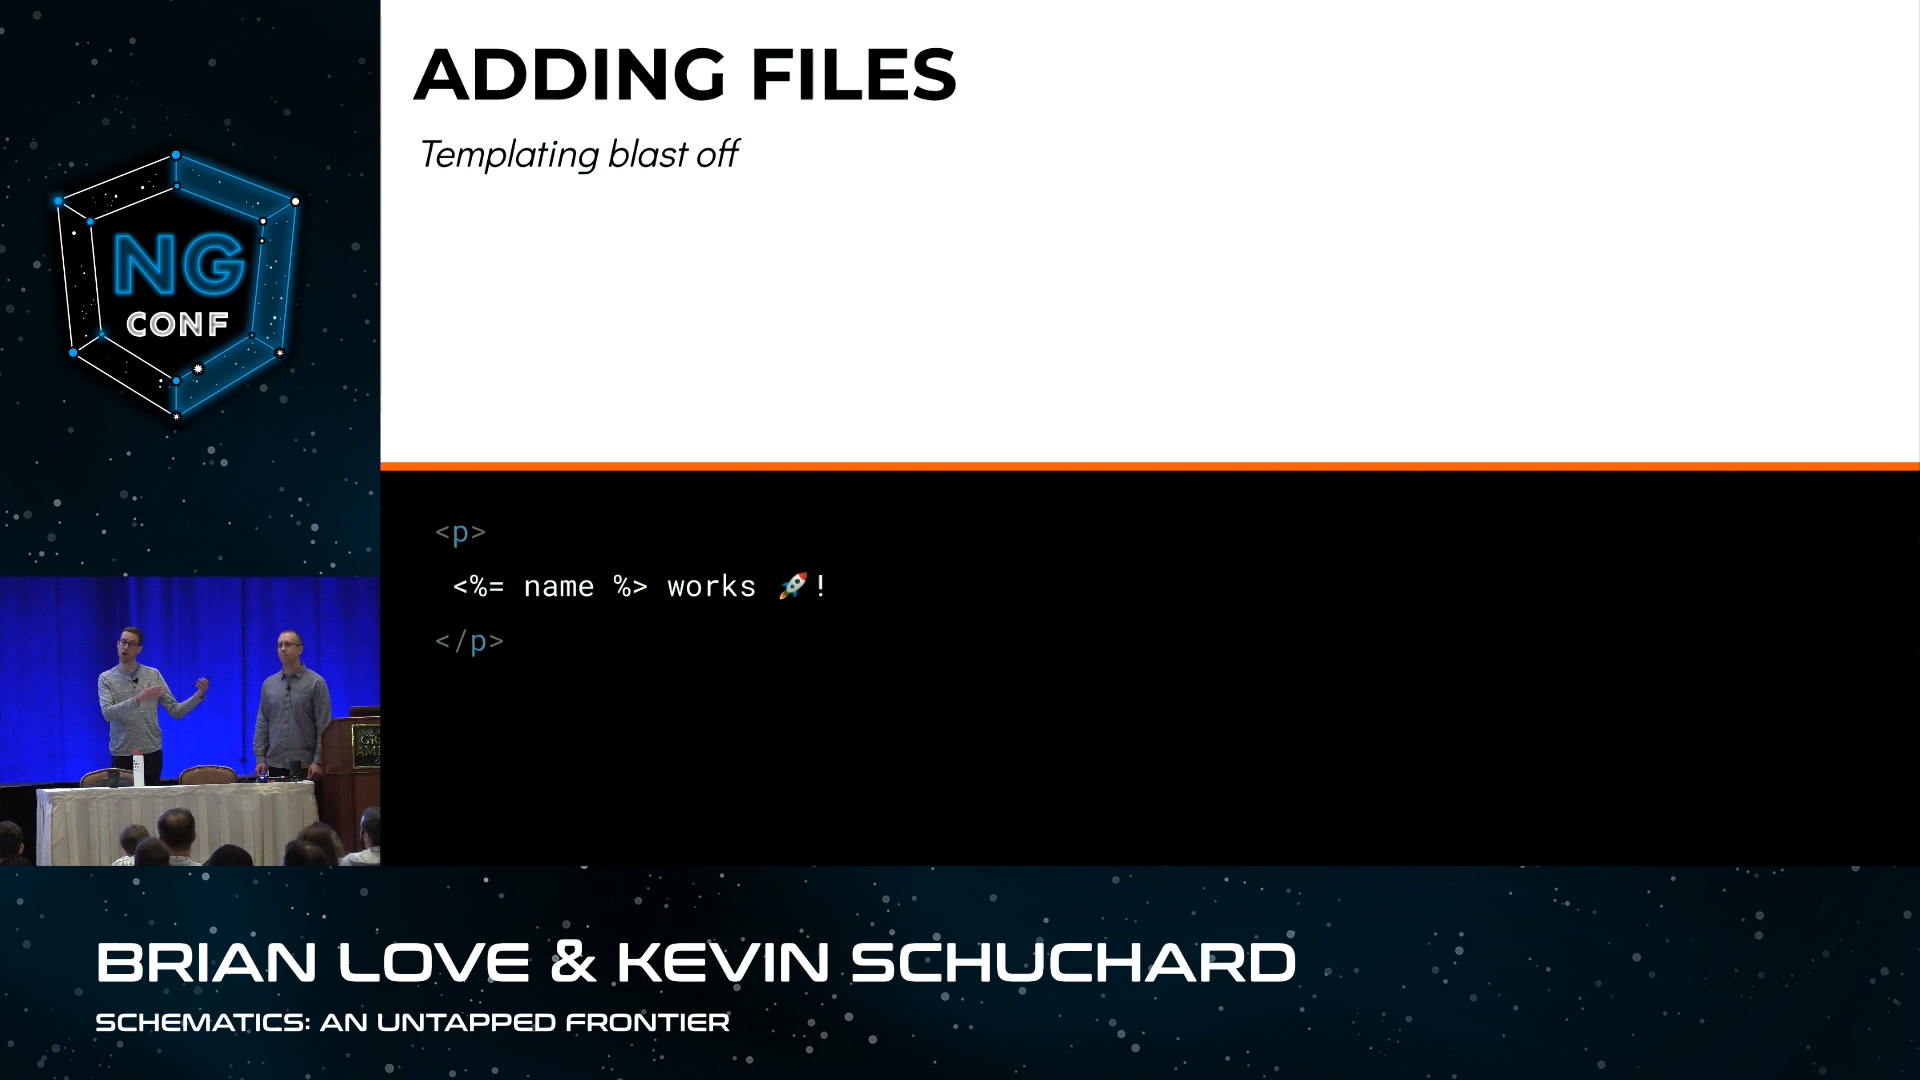 ADDING FILES
Templating blast off
NG
CONF
<p>
<%= name %> works 🚀!
</p>
BRIAN LOVE & KEVIN SCHUCHARD
SCHEMATICS: AN UNTAPPED FRONTIER